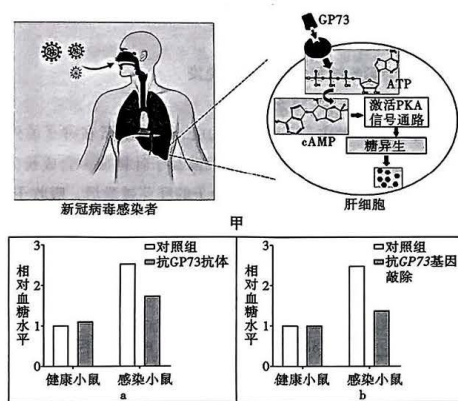 GP73
ATP
cAMP
激活PKA
信号通路
糖异生
新冠病毒感染者
肝细胞
甲
相对血糖水平
3
2
1
0
对照组
抗GP73抗体
健康小鼠 感染小鼠
a
相对血糖水平
3
2
1
0
对照组
抗GP73基因
敲除
健康小鼠 感染小鼠
b